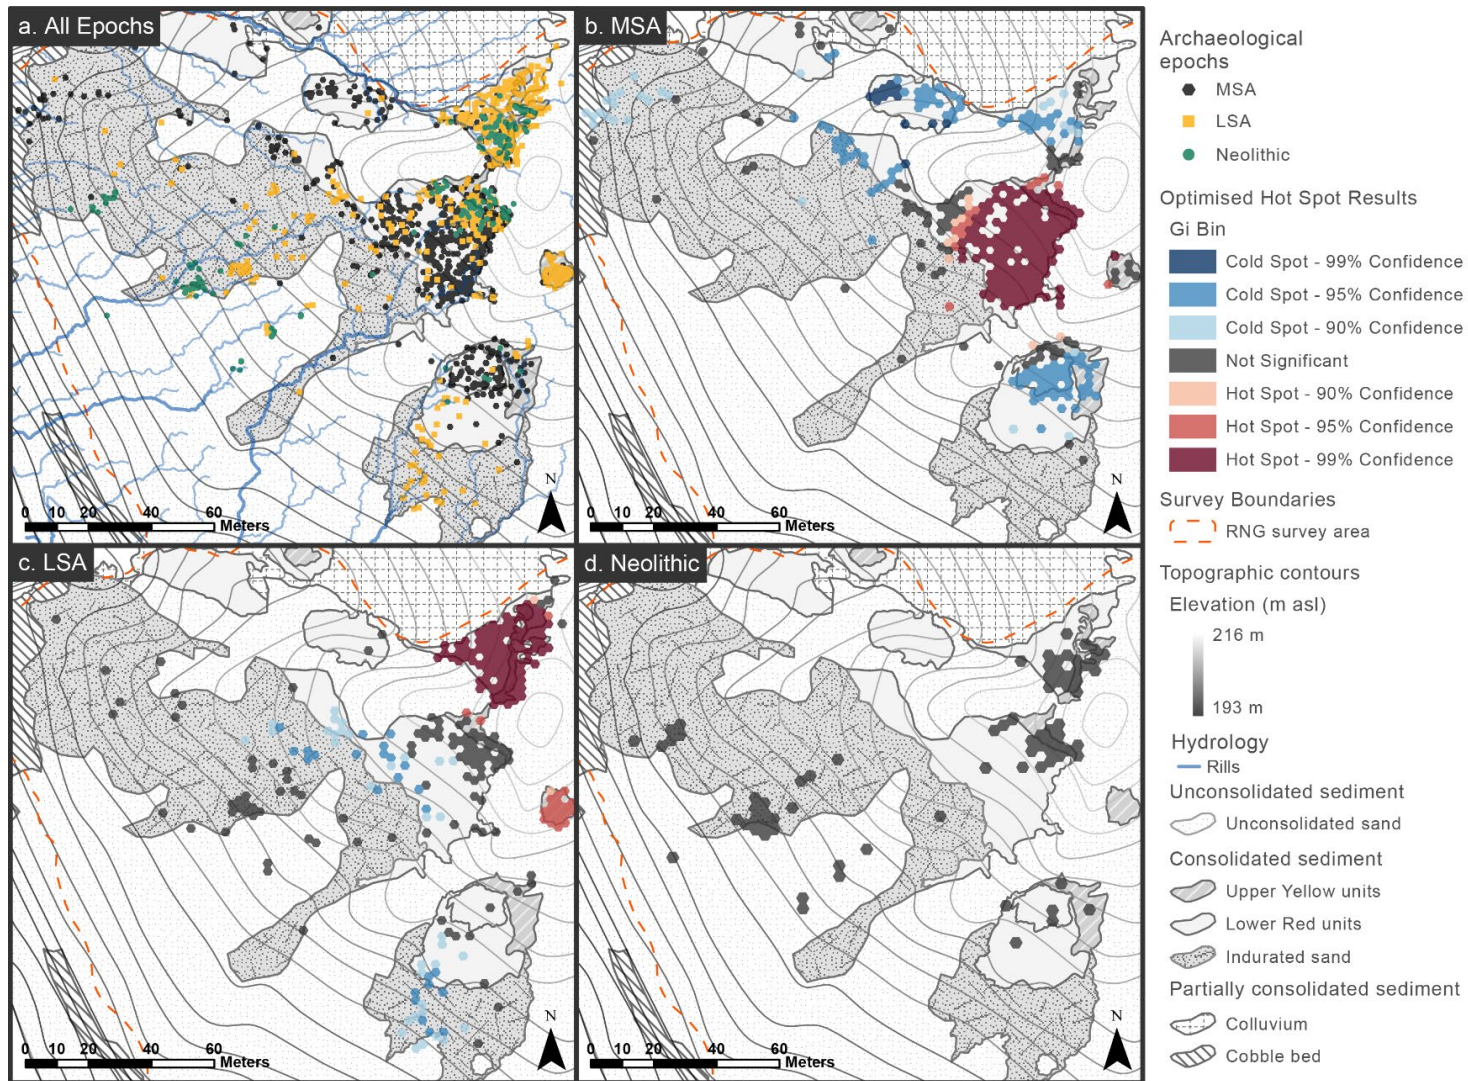 a. All Epochs
N
0 10 20 40 60
Meters
b. MSA
N
0 10 20 40 60
Meters
c. LSA
N
0 10 20 40 60
Meters
d. Neolithic
N
0 10 20 40 60
Meters
Archaeological
epochs
MSA
LSA
Neolithic
Optimised Hot Spot Results
Gi Bin
Cold Spot - 99% Confidence
Cold Spot - 95% Confidence
Cold Spot - 90% Confidence
Not Significant
Hot Spot - 90% Confidence
Hot Spot - 95% Confidence
Hot Spot - 99% Confidence
Survey Boundaries
RNG survey area
Topographic contours
Elevation (m asl)
216 m
193 m
Hydrology
Rills
Unconsolidated sediment
Unconsolidated sand
Consolidated sediment
Upper Yellow units
Lower Red units
Indurated sand
Partially consolidated sediment
Colluvium
Cobble bed